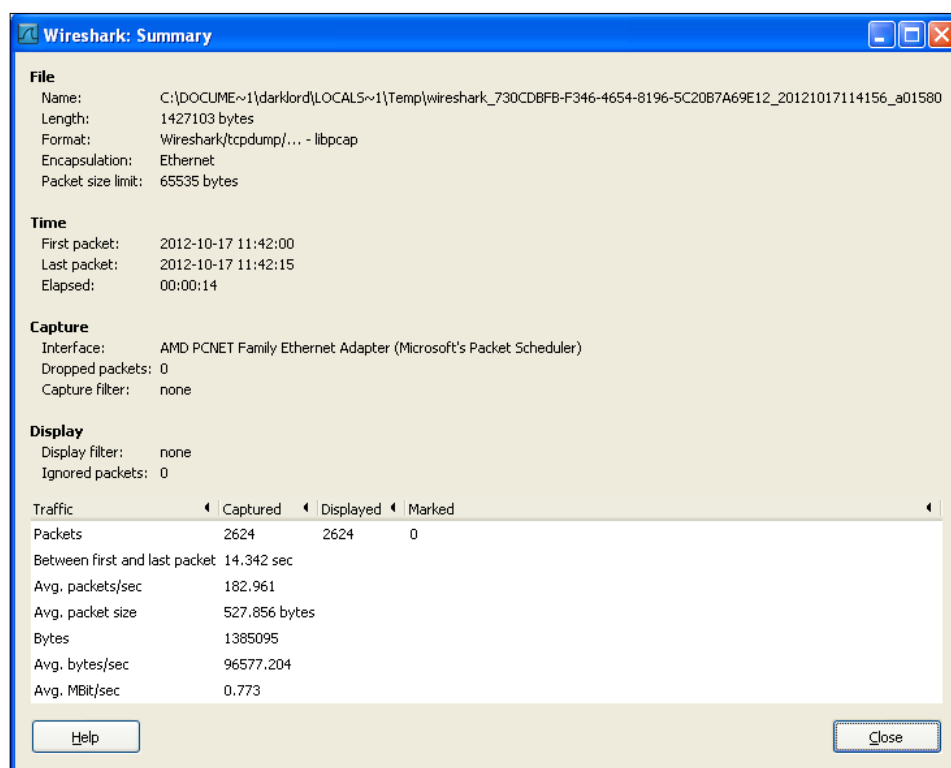 Wireshark: Summary
File
Name: C:\DOCUME~1\darklord\LOCALS~1\Temp\wireshark_730CDBFB-F346-4654-8196-5C20B7A69E12_20121017114156_a01580
Length: 1427103 bytes
Format: Wireshark/tcpdump/... - libpcap
Encapsulation: Ethernet
Packet size limit: 65535 bytes
Time
First packet: 2012-10-17 11:42:00
Last packet: 2012-10-17 11:42:15
Elapsed: 00:00:14
Capture
Interface: AMD PCNET Family Ethernet Adapter (Microsoft's Packet Scheduler)
Dropped packets: 0
Capture filter: none
Display
Display filter: none
Ignored packets: 0
Traffic Captured Displayed Marked
Packets 2624 2624 0
Between first and last packet 14.342 sec
Avg. packets/sec 182.961
Avg. packet size 527.856 bytes
Bytes 1385095
Avg. bytes/sec 96577.204
Avg. MBit/sec 0.773
Help Close